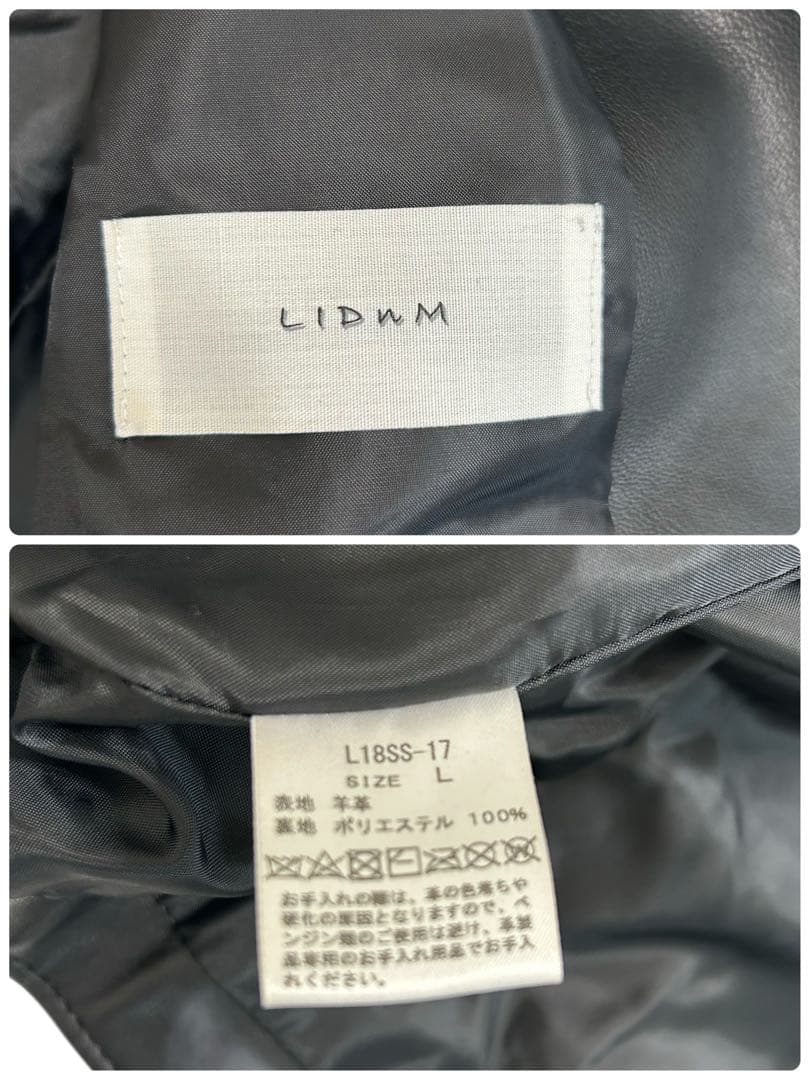 LIDnM
L18SS-17
SIZE L
表地 羊革
裏地 ポリエステル 100%
お手入れの際は、革の色落ちや
硬化の原因となりますので、ベ
ンジン類のご使用は避け、革製
品専用のお手入れ用品でお手入
れください。